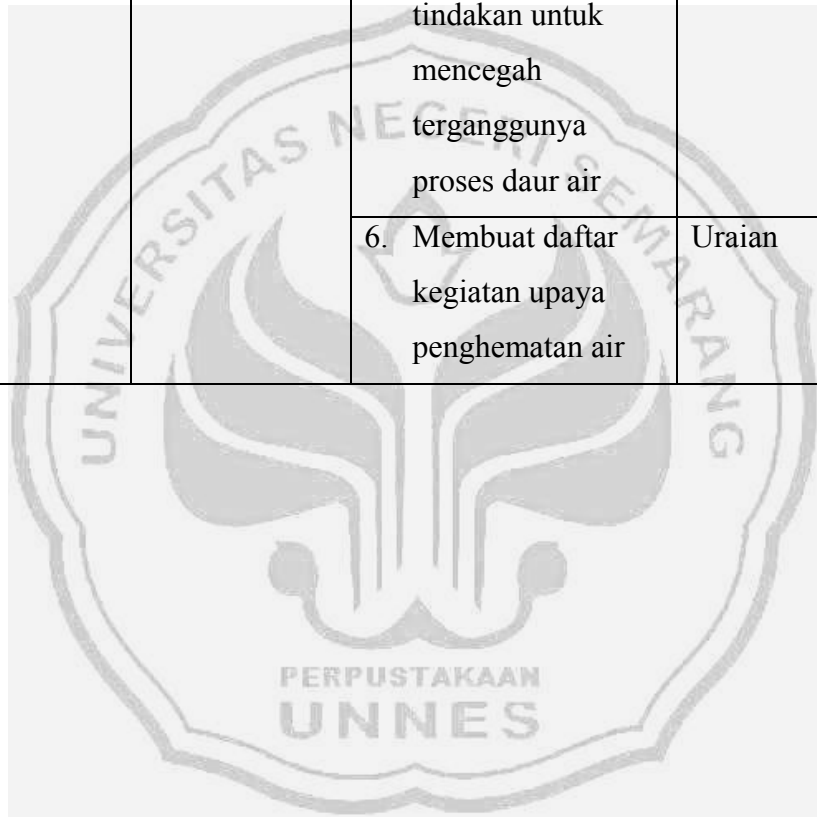 tindakan untuk
mencegah
terganggunya
proses daur air
6. Membuat daftar
kegiatan upaya
penghematan air
Uraian
UNIVERSITAS NEGERI SEMARANG
PERPUSTAKAAN
UNNES